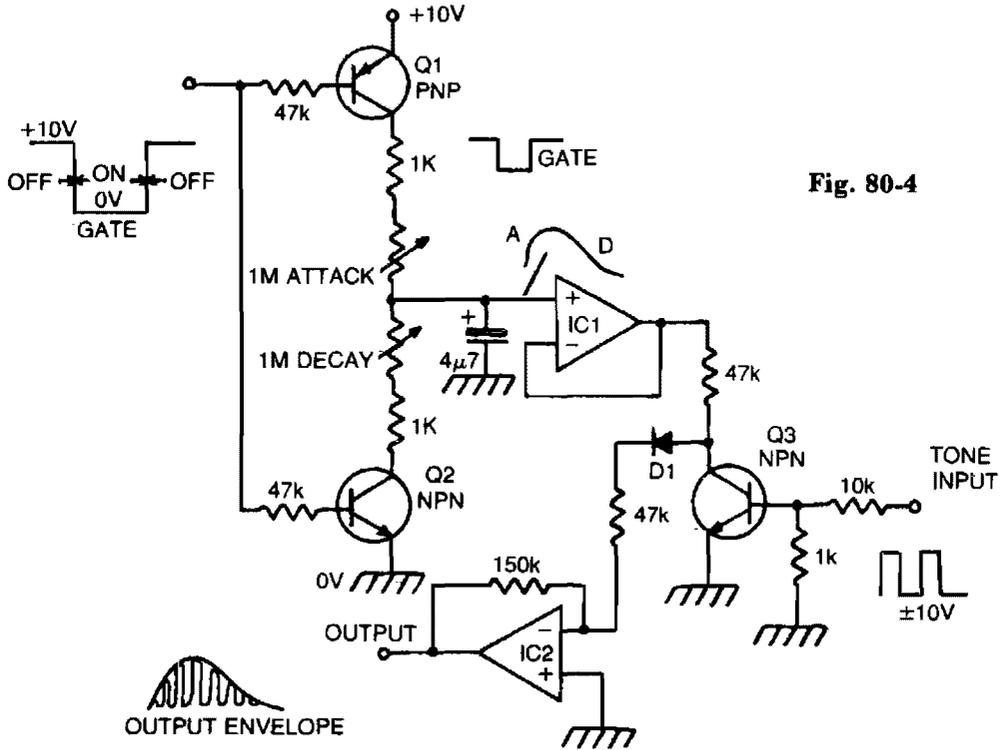 +10V
Q1
PNP
47k
+10V
OFF
ON
OFF
0V
GATE
1K
GATE
Fig. 80-4
1M ATTACK
A
D
+
1M DECAY
4μ7
+
IC1
−
47k
1K
Q2
NPN
47k
D1
Q3
NPN
TONE
INPUT
10k
47k
1k
±10V
0V
150k
OUTPUT
−
IC2
+
OUTPUT ENVELOPE